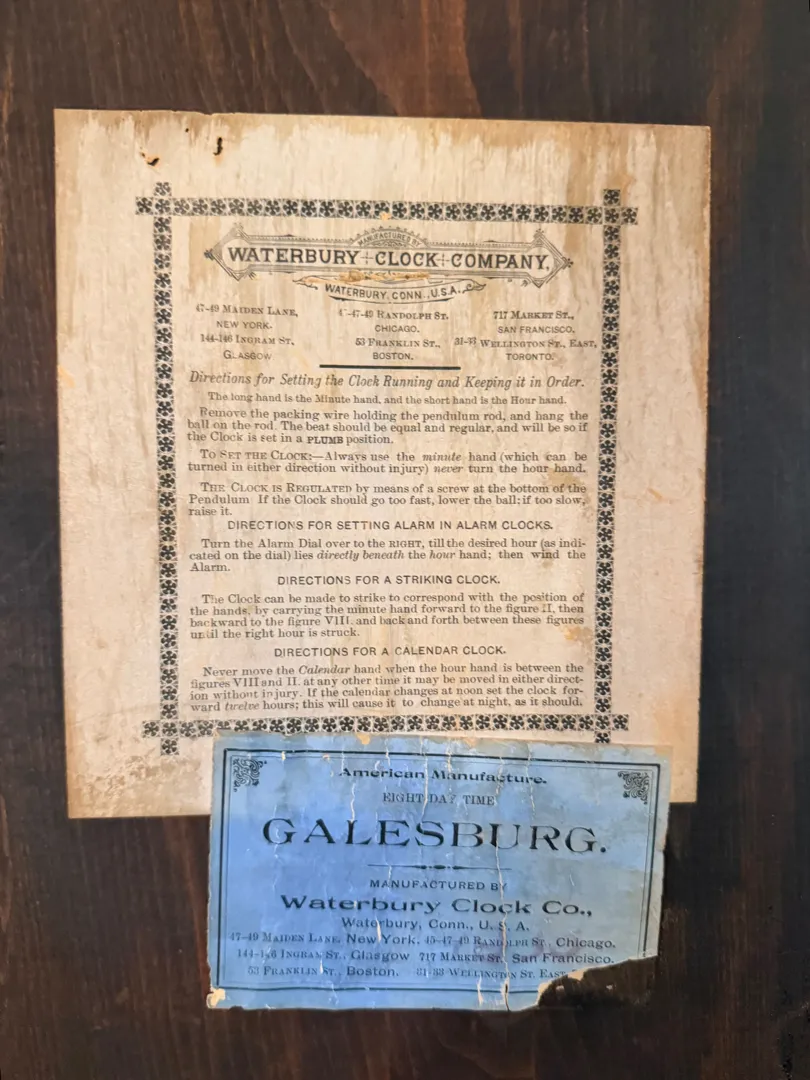 MANUFACTURED BY
WATERBURY CLOCK COMPANY,
WATERBURY, CONN., U.S.A.
47-49 MAIDEN LANE,
NEW YORK.
144-146 INGRAM ST,
GLASGOW
47-49 RANDOLPH ST.
CHICAGO.
53 FRANKLIN ST.,
BOSTON.
717 MARKET ST.,
SAN FRANCISCO.
31-33 WELLINGTON ST., EAST,
TORONTO.
Directions for Setting the Clock Running and Keeping it in Order.
The long hand is the Minute hand, and the short hand is the Hour hand.
Remove the packing wire holding the pendulum rod, and hang the
ball on the rod. The beat should be equal and regular, and will be so if
the Clock is set in a PLUMB position.
TO SET THE CLOCK:—Always use the minute hand (which can be
turned in either direction without injury) never turn the hour hand.
THE CLOCK IS REGULATED by means of a screw at the bottom of the
Pendulum If the Clock should go too fast, lower the ball; if too slow,
raise it.
DIRECTIONS FOR SETTING ALARM IN ALARM CLOCKS.
Turn the Alarm Dial over to the RIGHT, till the desired hour (as indi-
cated on the dial) lies directly beneath the hour hand; then wind the
Alarm.
DIRECTIONS FOR A STRIKING CLOCK.
The Clock can be made to strike to correspond with the position of
the hands, by carrying the minute hand forward to the figure II, then
backward to the figure VIII. and back and forth between these figures
until the right hour is struck.
DIRECTIONS FOR A CALENDAR CLOCK.
Never move the Calendar hand when the hour hand is between the
figures VIII and II. at any other time it may be moved in either direct-
ion without injury. If the calendar changes at noon set the clock for-
ward twelve hours; this will cause it to change at night, as it should.
American Manufacture.
EIGHT DAY TIME
GALESBURG.
MANUFACTURED BY
Waterbury Clock Co.,
Waterbury, Conn., U. S. A.
47-49 MAIDEN LANE, New York. 45-47-49 RANDOLPH ST, Chicago.
144-146 INGRAM ST., Glasgow 717 MARKET ST. San Francisco.
53 FRANKLIN ST., Boston. 31-33 WELLINGTON ST. EAST